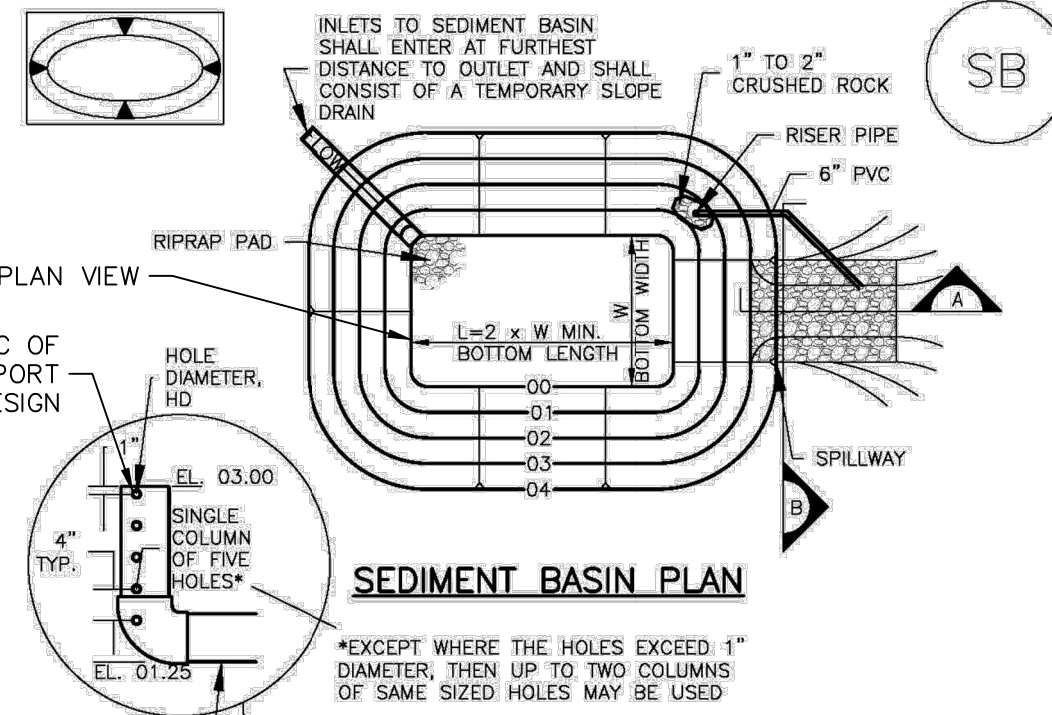 INLETS TO SEDIMENT BASIN
SHALL ENTER AT FURTHEST
DISTANCE TO OUTLET AND SHALL
CONSIST OF A TEMPORARY SLOPE
DRAIN
1" TO 2"
CRUSHED ROCK
SB
RISER PIPE
6" PVC
FLOW
RIPRAP PAD
PLAN VIEW
W
BOTTOM WIDTH
L=2 x W MIN.
BOTTOM LENGTH
A
C OF
PORT
ESIGN
HOLE
DIAMETER,
HD
00
01
02
03
04
SPILLWAY
B
1"
EL. 03.00
4"
TYP.
SINGLE
COLUMN
OF FIVE
HOLES*
EL. 01.25
SEDIMENT BASIN PLAN
*EXCEPT WHERE THE HOLES EXCEED 1"
DIAMETER, THEN UP TO TWO COLUMNS
OF SAME SIZED HOLES MAY BE USED